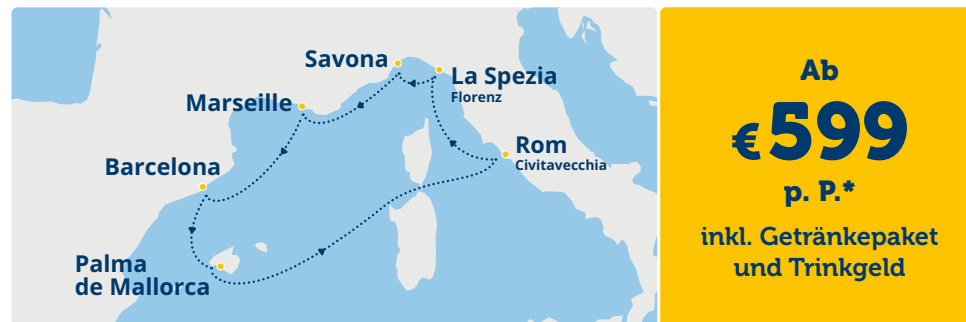 Savona
La Spezia
Florenz
Marseille
Rom
Civitavecchia
Barcelona
Palma
de Mallorca
Ab
€ 599
p. P.*
inkl. Getränkepaket
und Trinkgeld